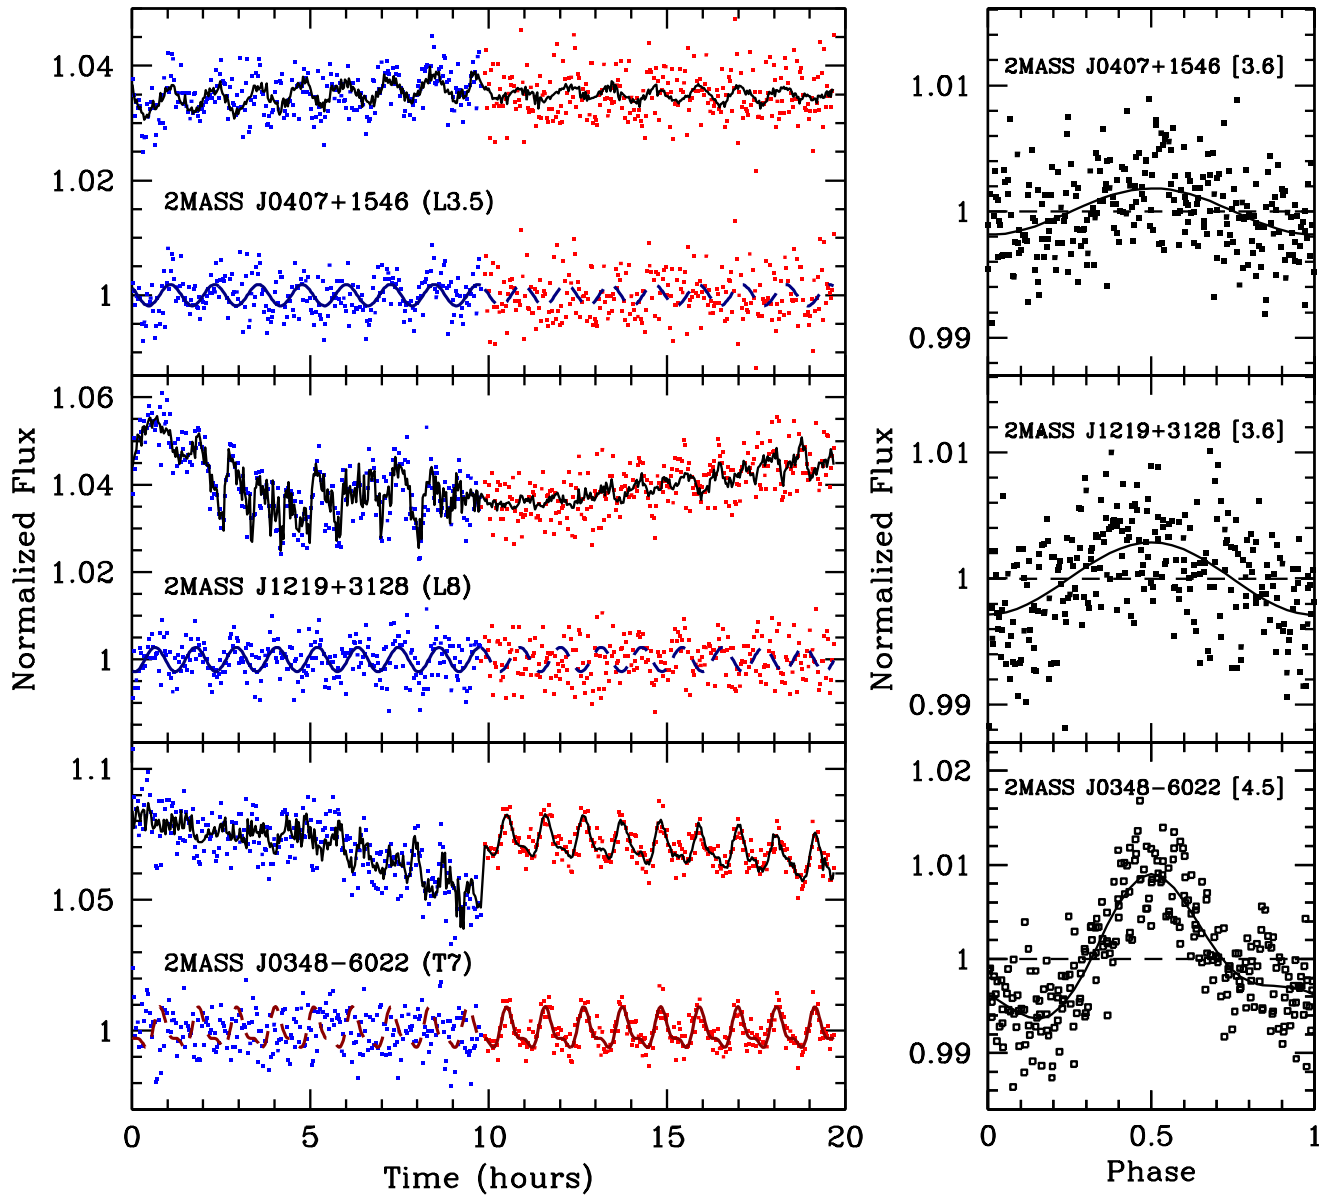 1.04
1.02
1
2MASS J0407+1546 (L3.5)
1.06
1.04
1.02
1
2MASS J1219+3128 (L8)
Normalized Flux
1.1
1.05
1
2MASS J0348-6022 (T7)
0 5 10 15 20
Time (hours)
2MASS J0407+1546 [3.6]
1.01
1
0.99
2MASS J1219+3128 [3.6]
1.01
1
0.99
Normalized Flux
2MASS J0348-6022 [4.5]
1.02
1.01
1
0.99
0 0.5 1
Phase